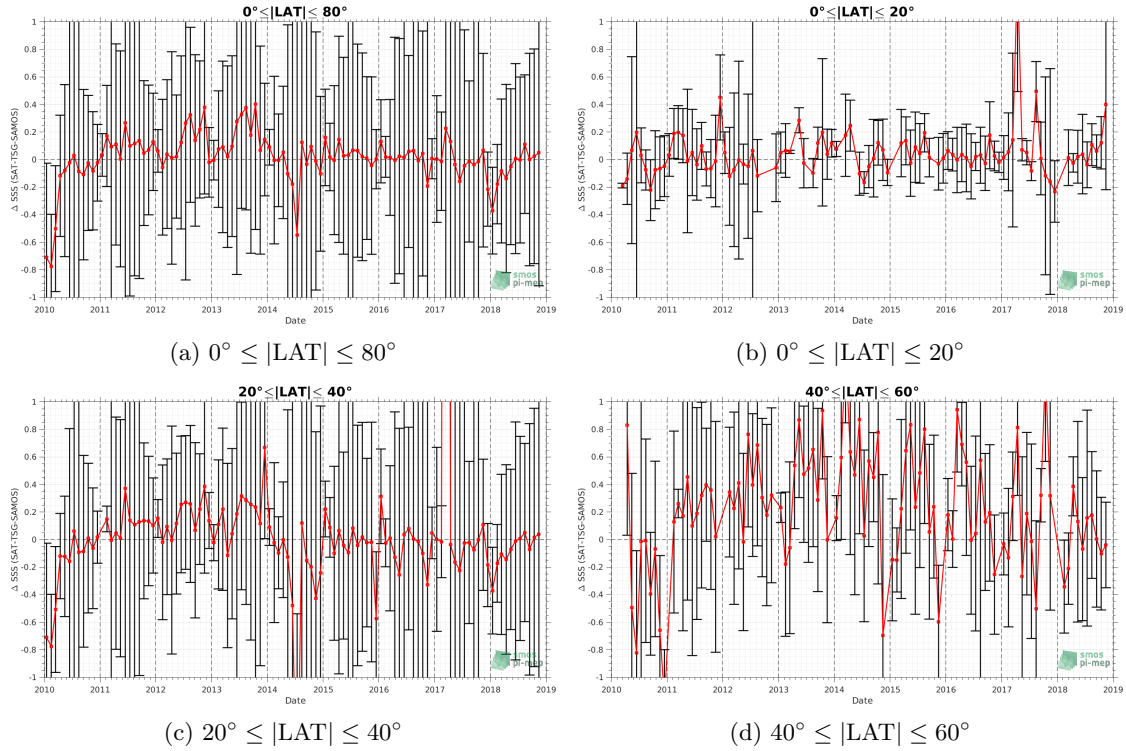 0°≤|LAT|≤ 80°
1
0.8
0.6
0.4
0.2
0
-0.2
-0.4
-0.6
-0.8
-1
Δ SSS (SAT-TSG-SAMOS)
2010 2011 2012 2013 2014 2015 2016 2017 2018 2019
Date
smos
pi-mep
(a) 0° ≤ |LAT| ≤ 80°
0°≤|LAT|≤ 20°
1
0.8
0.6
0.4
0.2
0
-0.2
-0.4
-0.6
-0.8
-1
Δ SSS (SAT-TSG-SAMOS)
2010 2011 2012 2013 2014 2015 2016 2017 2018 2019
Date
smos
pi-mep
(b) 0° ≤ |LAT| ≤ 20°
20°≤|LAT|≤ 40°
1
0.8
0.6
0.4
0.2
0
-0.2
-0.4
-0.6
-0.8
-1
Δ SSS (SAT-TSG-SAMOS)
2010 2011 2012 2013 2014 2015 2016 2017 2018 2019
Date
smos
pi-mep
(c) 20° ≤ |LAT| ≤ 40°
40°≤|LAT|≤ 60°
1
0.8
0.6
0.4
0.2
0
-0.2
-0.4
-0.6
-0.8
-1
Δ SSS (SAT-TSG-SAMOS)
2010 2011 2012 2013 2014 2015 2016 2017 2018 2019
Date
smos
pi-mep
(d) 40° ≤ |LAT| ≤ 60°